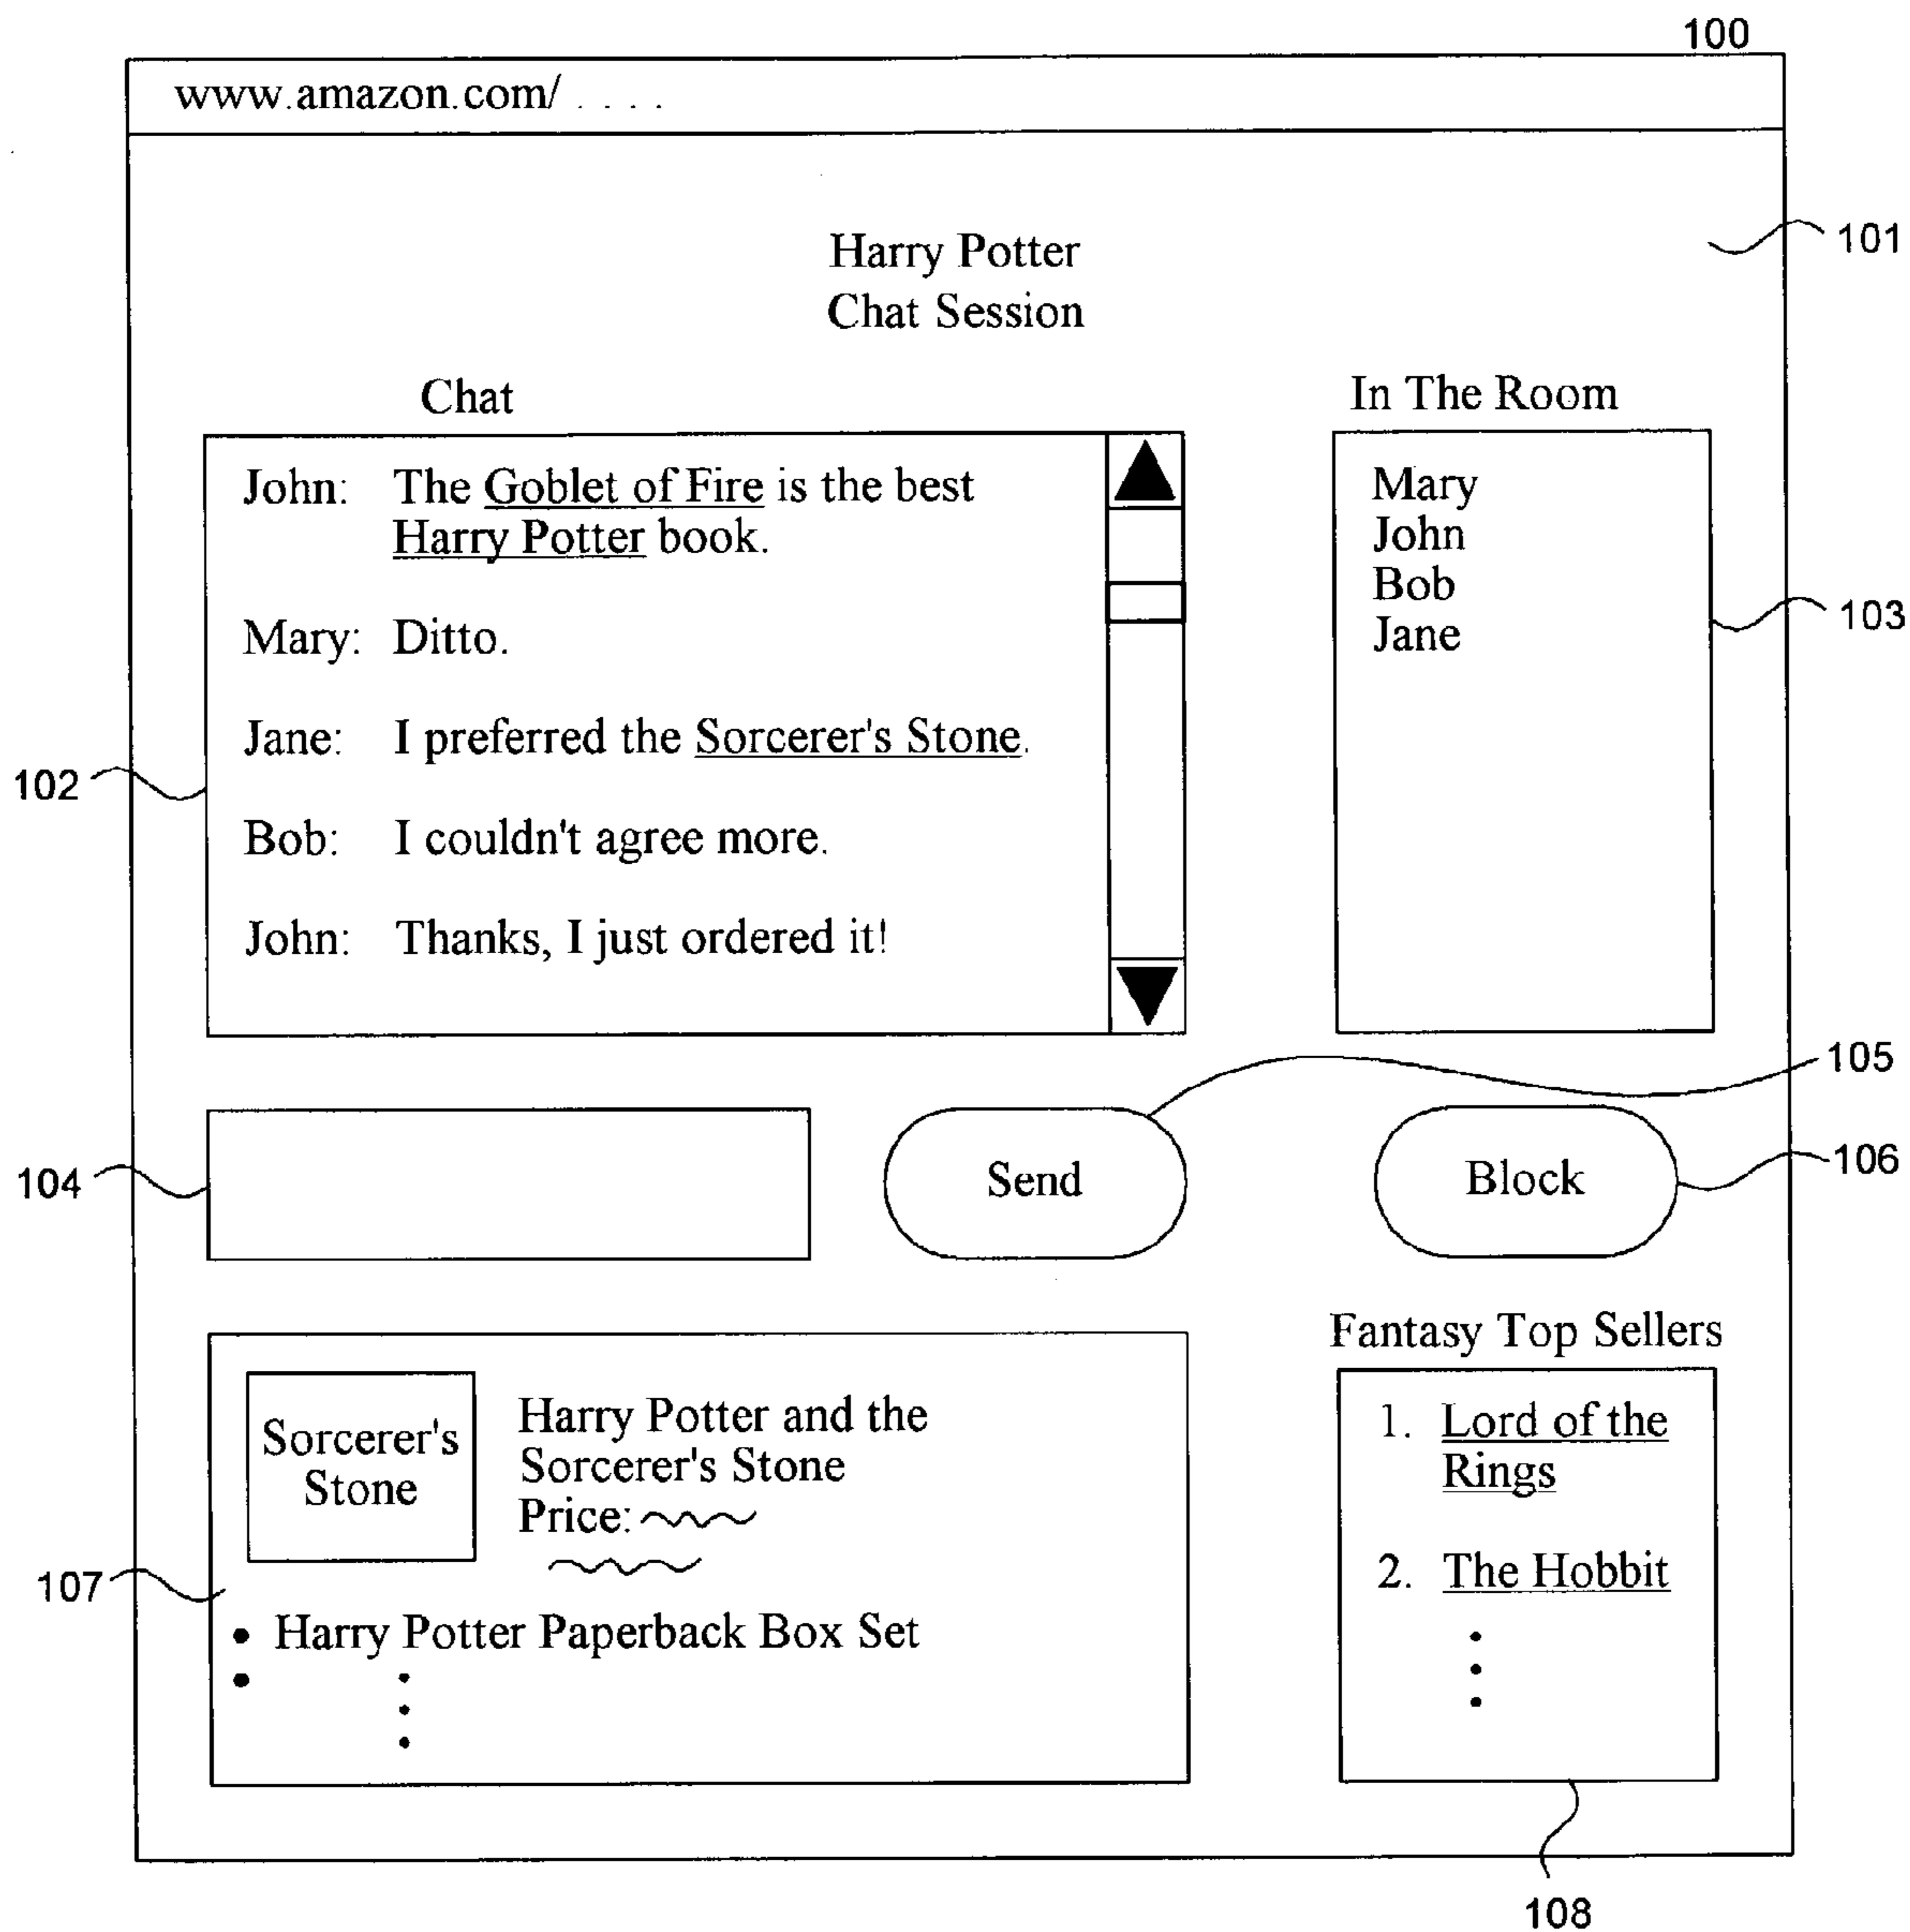 100
www.amazon.com/ . . . .
101
Harry Potter
Chat Session
Chat
In The Room
John: The Goblet of Fire is the best
Harry Potter book.
Mary: Ditto.
Jane: I preferred the Sorcerer's Stone.
Bob: I couldn't agree more.
John: Thanks, I just ordered it!
102
Mary
John
Bob
Jane
103
104
Send
105
Block
106
Sorcerer's
Stone
Harry Potter and the
Sorcerer's Stone
Price:
107
• Harry Potter Paperback Box Set
•
Fantasy Top Sellers
1. Lord of the
Rings
2. The Hobbit
108